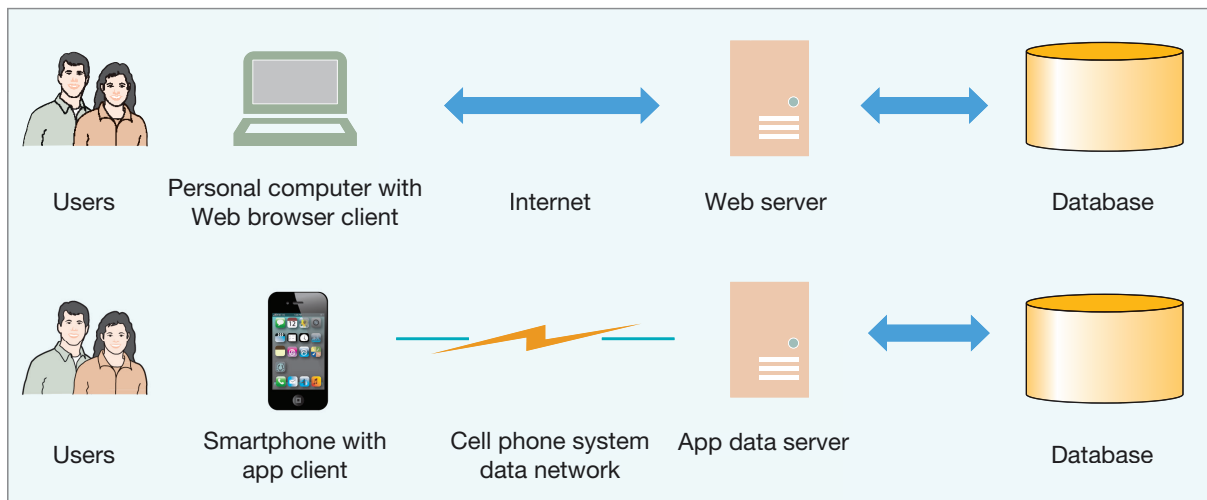 Users
Personal computer with
Web browser client
Internet
Web server
Database
Users
Smartphone with
app client
Cell phone system
data network
App data server
Database